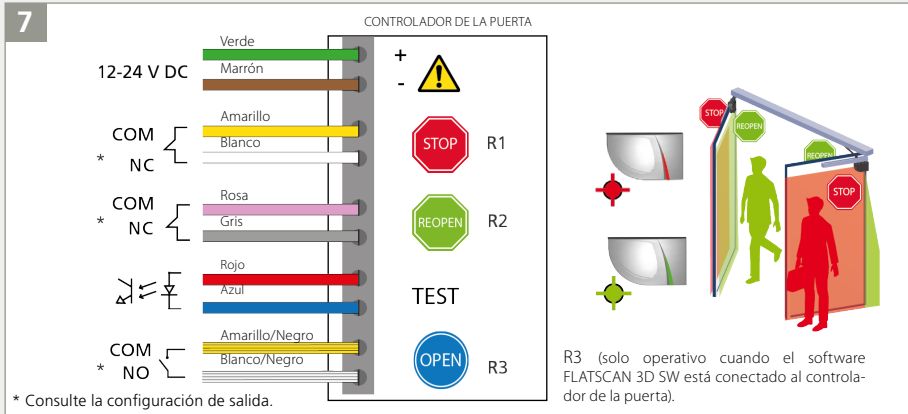 7
CONTROLADOR DE LA PUERTA
12-24 V DC
Verde
Marrón
+
-
COM
* NC
Amarillo
Blanco
STOP R1
COM
* NC
Rosa
Gris
REOPEN R2
Rojo
Azul
TEST
COM
* NO
Amarillo/Negro
Blanco/Negro
OPEN R3
* Consulte la configuración de salida.
STOP
REOPEN
REOPEN
STOP
R3 (solo operativo cuando el software
FLATSCAN 3D SW está conectado al controla-
dor de la puerta).